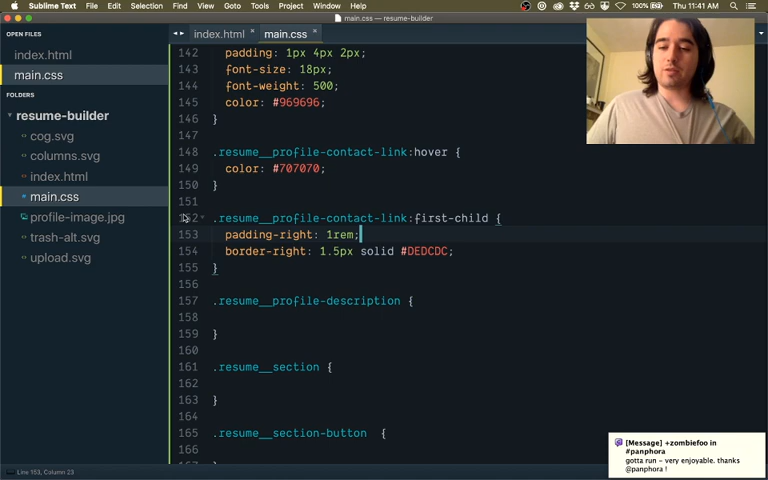 Sublime Text File Edit Selection Find View Goto Tools Project Window Help 100% Thu 11:41 AM
main.css — resume-builder
OPEN FILES
index.html
main.css
FOLDERS
resume-builder
cog.svg
columns.svg
index.html
main.css
profile-image.jpg
trash-alt.svg
upload.svg
index.html × main.css ×
142 padding: 1px 4px 2px;
143 font-size: 18px;
144 font-weight: 500;
145 color: #969696;
146 }
147
148 .resume__profile-contact-link:hover {
149 color: #707070;
150 }
151
152 .resume__profile-contact-link:first-child {
153 padding-right: 1rem;
154 border-right: 1.5px solid #DEDCDC;
155 }
156
157 .resume__profile-description {
158
159 }
160
161 .resume__section {
162
163 }
164
165 .resume__section-button {
166
167 }
[Message] +zombiefoo in
#panphora
gotta run - very enjoyable. thanks
@panphora !
Line 153, Column 23